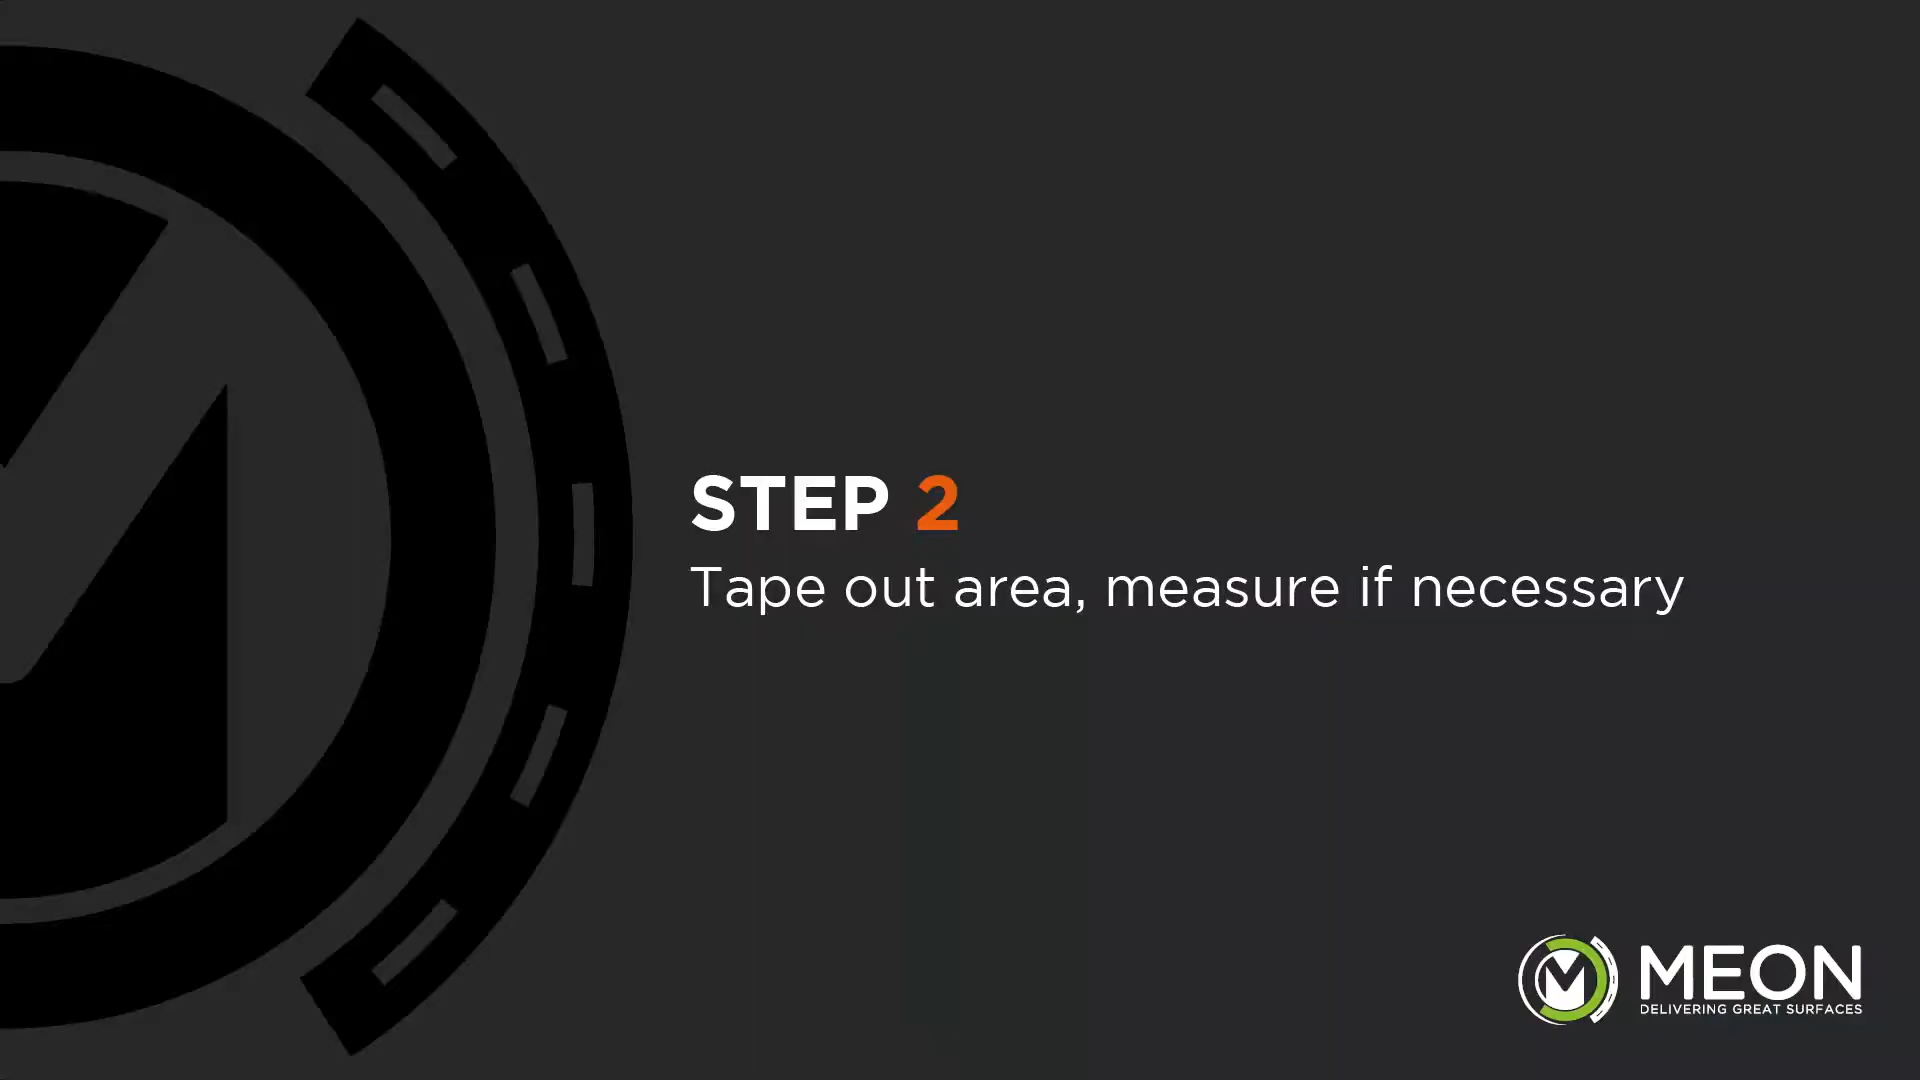 STEP 2
Tape out area, measure if necessary
MEON
DELIVERING GREAT SURFACES